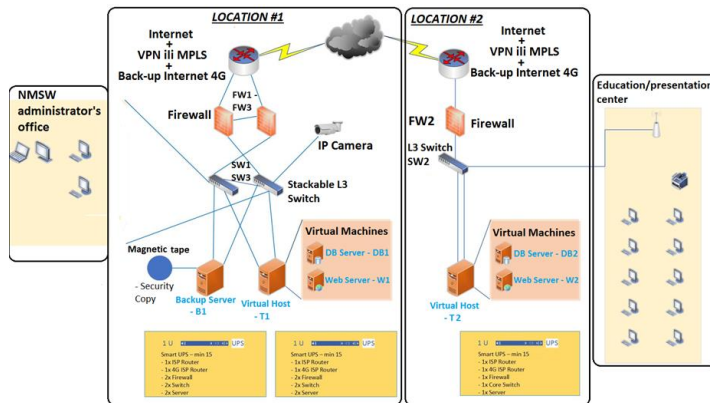 LOCATION #1
Internet
+
VPN ili MPLS
+
Back-up Internet 4G
FW1 -
FW3
Firewall
IP Camera
SW1
SW3
Stackable L3
Switch
Virtual Machines
DB Server - DB1
Web Server - W1
Magnetic tape
- Security
Copy
Backup Server
- B1
Virtual Host
- T1
1 U
UPS
Smart UPS – min 15
- 1x ISP Router
- 1x 4G ISP Router
- 2x Firewall
- 2x Switch
- 2x Server
1 U
UPS
Smart UPS – min 15
- 1x ISP Router
- 1x 4G ISP Router
- 2x Firewall
- 2x Switch
- 2x Server
NMSW
administrator's
office
LOCATION #2
Internet
+
VPN ili MPLS
+
Back-up Internet 4G
FW2
Firewall
L3 Switch
SW2
Virtual Machines
DB Server - DB2
Web Server - W2
Virtual Host
- T2
1 U
UPS
Smart UPS – min 15
- 1x ISP Router
- 1x 4G ISP Router
- 1x Firewall
- 1x Core Switch
- 1x Server
Education/presentation
center